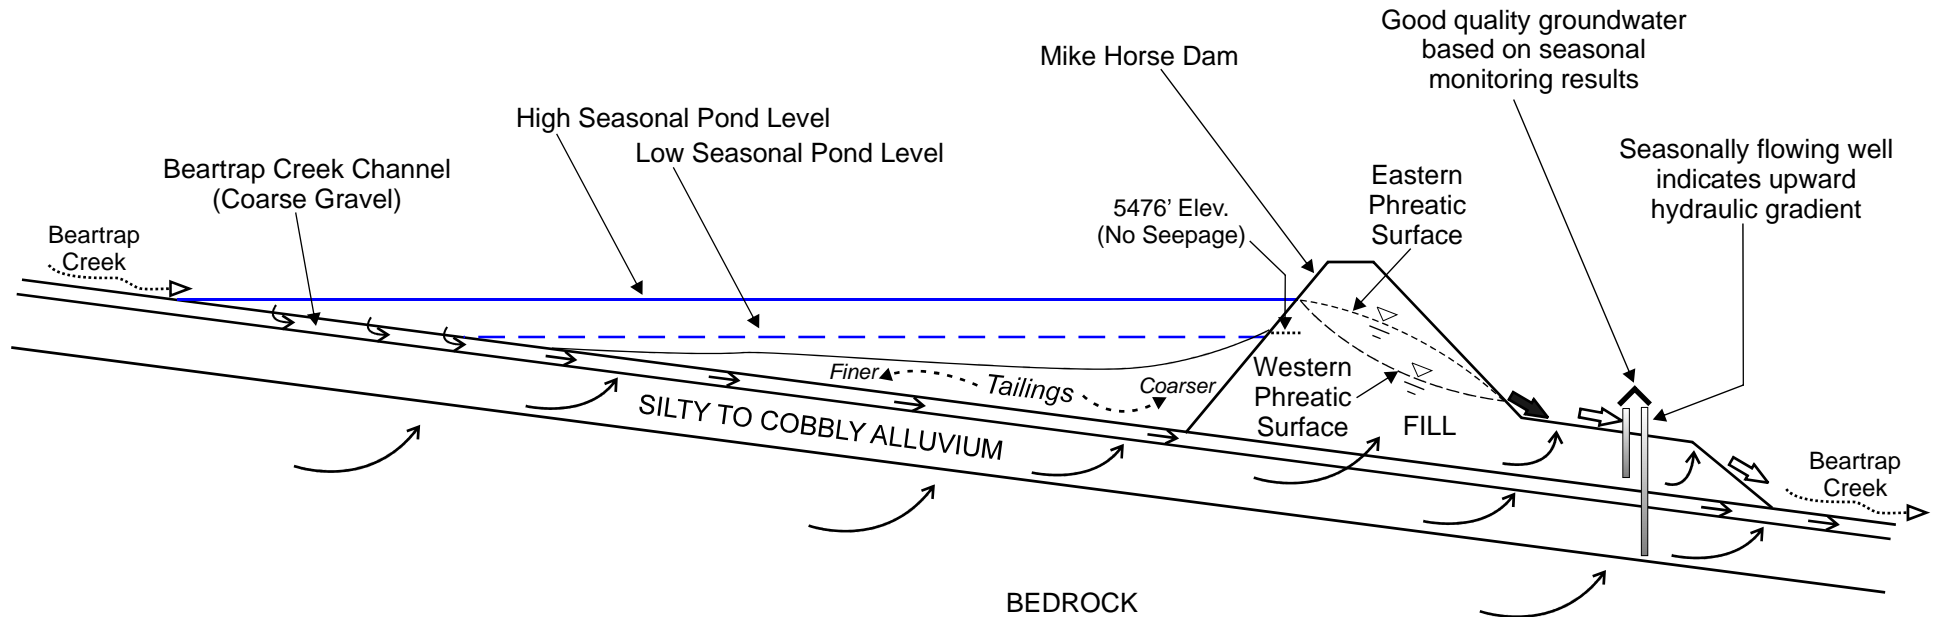 Good quality groundwater
based on seasonal
monitoring results
Mike Horse Dam
High Seasonal Pond Level
Low Seasonal Pond Level
Seasonally flowing well
indicates upward
hydraulic gradient
Beartrap Creek Channel
(Coarse Gravel)
Eastern
Phreatic
Surface
5476’ Elev.
(No Seepage)
Beartrap
Creek
Finer
Tailings
Coarser
Western
Phreatic
Surface
FILL
SILTY TO COBBLY ALLUVIUM
Beartrap
Creek
BEDROCK